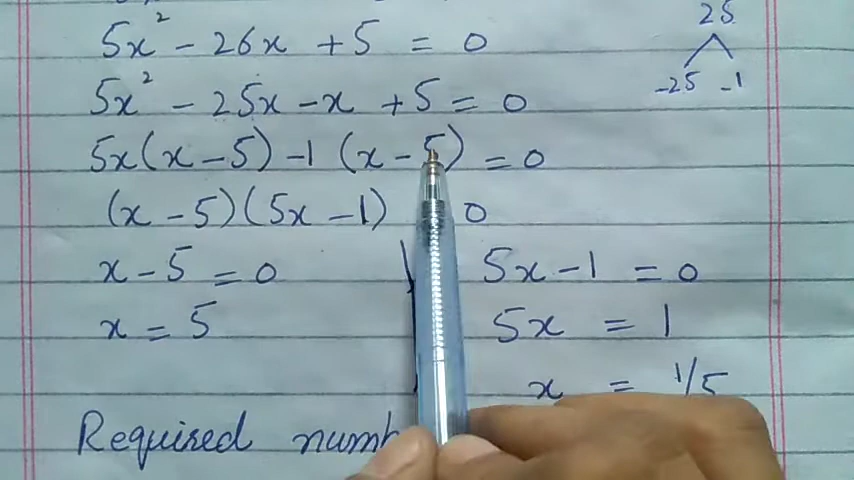 5x² - 26x + 5 = 0
25
-25 -1
5x² - 25x - x + 5 = 0
5x(x - 5) - 1 (x - 5) = 0
(x - 5)(5x - 1) 0
x - 5 = 0
5x - 1 = 0
x = 5
5x = 1
x = 1/5
Required